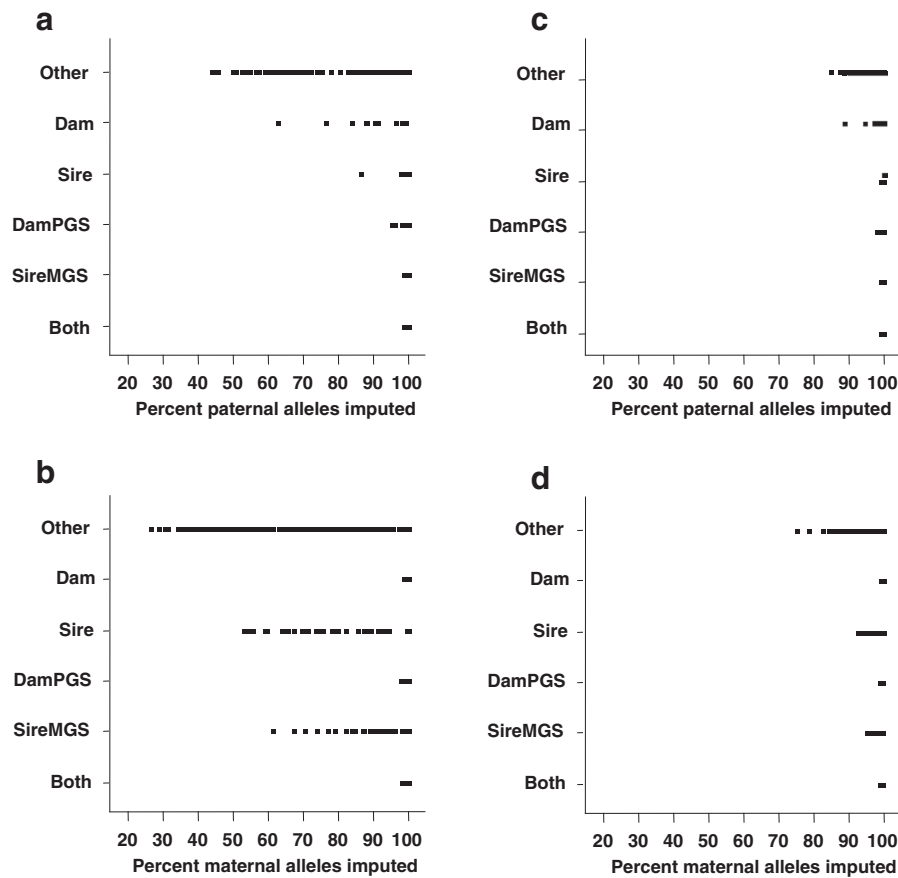 a
Other
Dam
Sire
DamPGS
SireMGS
Both
20 30 40 50 60 70 80 90 100
Percent paternal alleles imputed
c
Other
Dam
Sire
DamPGS
SireMGS
Both
20 30 40 50 60 70 80 90 100
Percent paternal alleles imputed
b
Other
Dam
Sire
DamPGS
SireMGS
Both
20 30 40 50 60 70 80 90 100
Percent maternal alleles imputed
d
Other
Dam
Sire
DamPGS
SireMGS
Both
20 30 40 50 60 70 80 90 100
Percent maternal alleles imputed